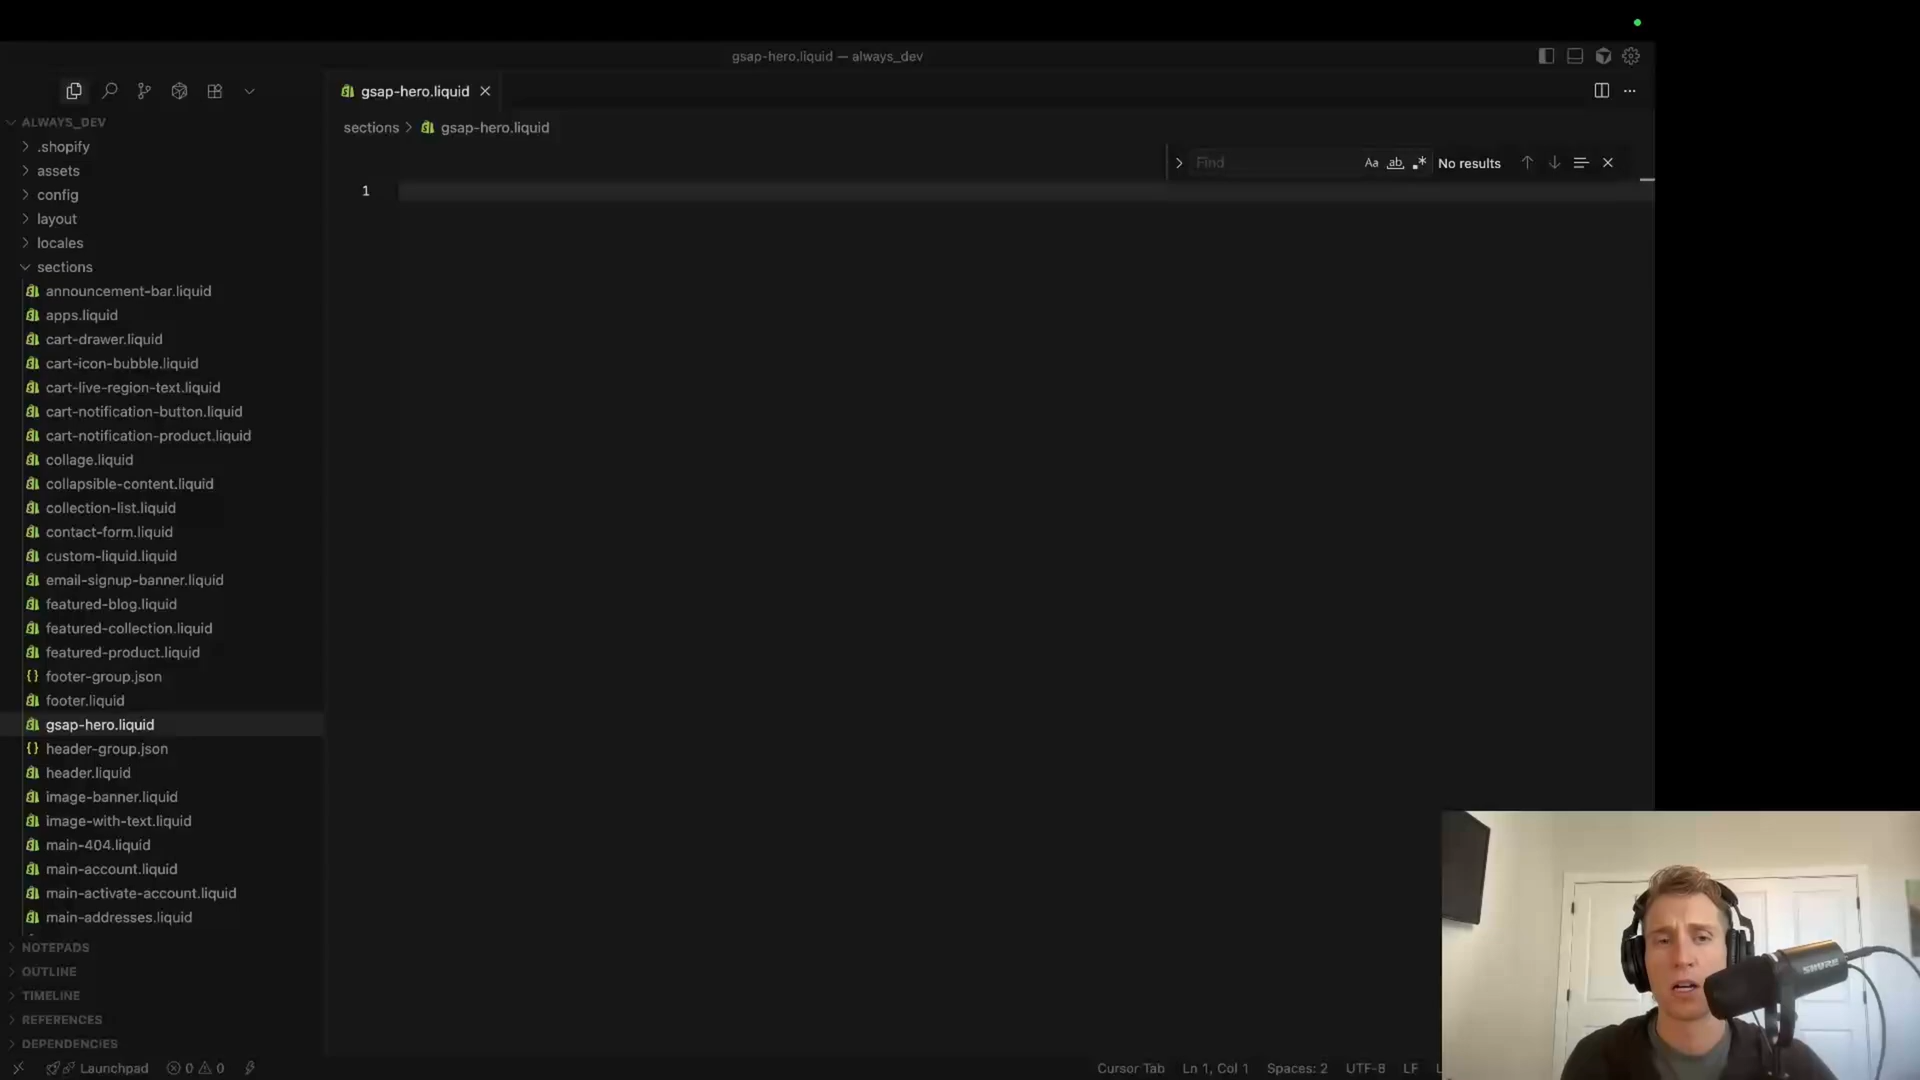 gsap-hero.liquid — always_dev
gsap-hero.liquid
sections > gsap-hero.liquid
Find
Aa
ab
No results
1
ALWAYS_DEV
.shopify
assets
config
layout
locales
sections
announcement-bar.liquid
apps.liquid
cart-drawer.liquid
cart-icon-bubble.liquid
cart-live-region-text.liquid
cart-notification-button.liquid
cart-notification-product.liquid
collage.liquid
collapsible-content.liquid
collection-list.liquid
contact-form.liquid
custom-liquid.liquid
email-signup-banner.liquid
featured-blog.liquid
featured-collection.liquid
featured-product.liquid
footer-group.json
footer.liquid
gsap-hero.liquid
header-group.json
header.liquid
image-banner.liquid
image-with-text.liquid
main-404.liquid
main-account.liquid
main-activate-account.liquid
main-addresses.liquid
NOTEPADS
OUTLINE
TIMELINE
REFERENCES
DEPENDENCIES
Launchpad 0 0
Cursor Tab Ln 1, Col 1 Spaces: 2 UTF-8 LF
SHURE